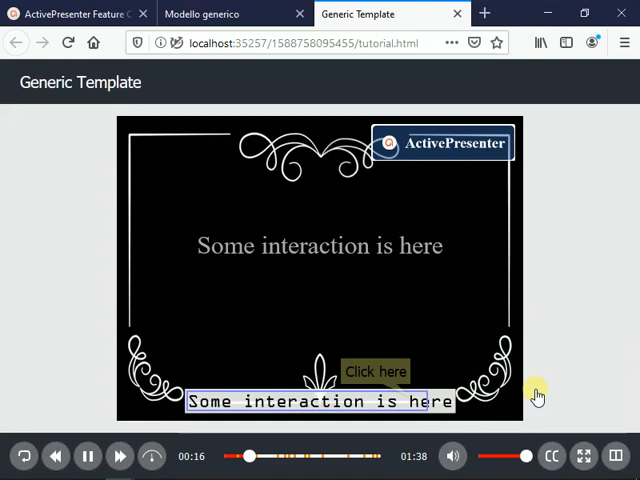 ActivePresenter Feature C
Modello generico
Generic Template
localhost:35257/1588758095455/tutorial.html
Generic Template
ActivePresenter
Some interaction is here
Click here
Some interaction is here
00:16
01:38
CC